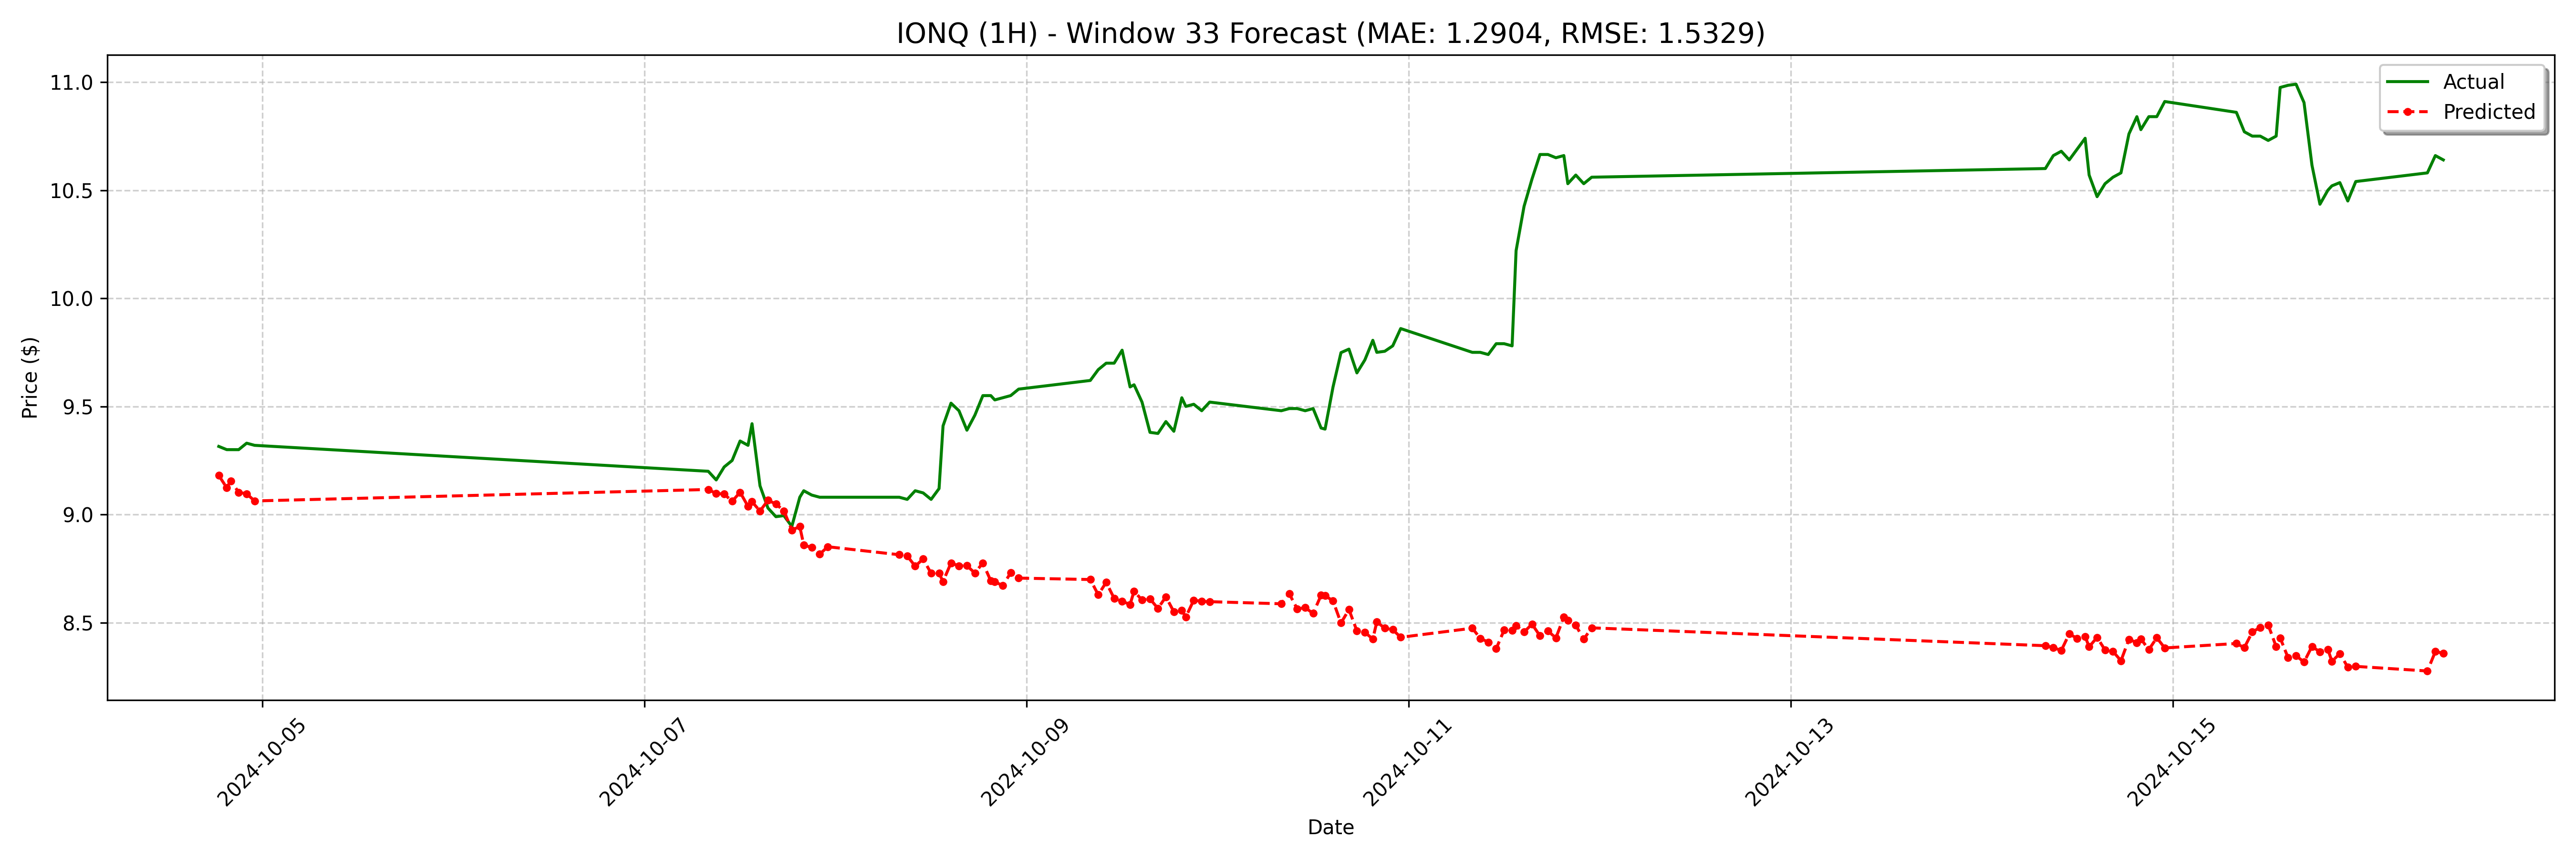 IONQ (1H) - Window 33 Forecast (MAE: 1.2904, RMSE: 1.5329)
Actual
Predicted
Price ($)
11.0
10.5
10.0
9.5
9.0
8.5
2024-10-05
2024-10-07
2024-10-09
2024-10-11
2024-10-13
2024-10-15
Date